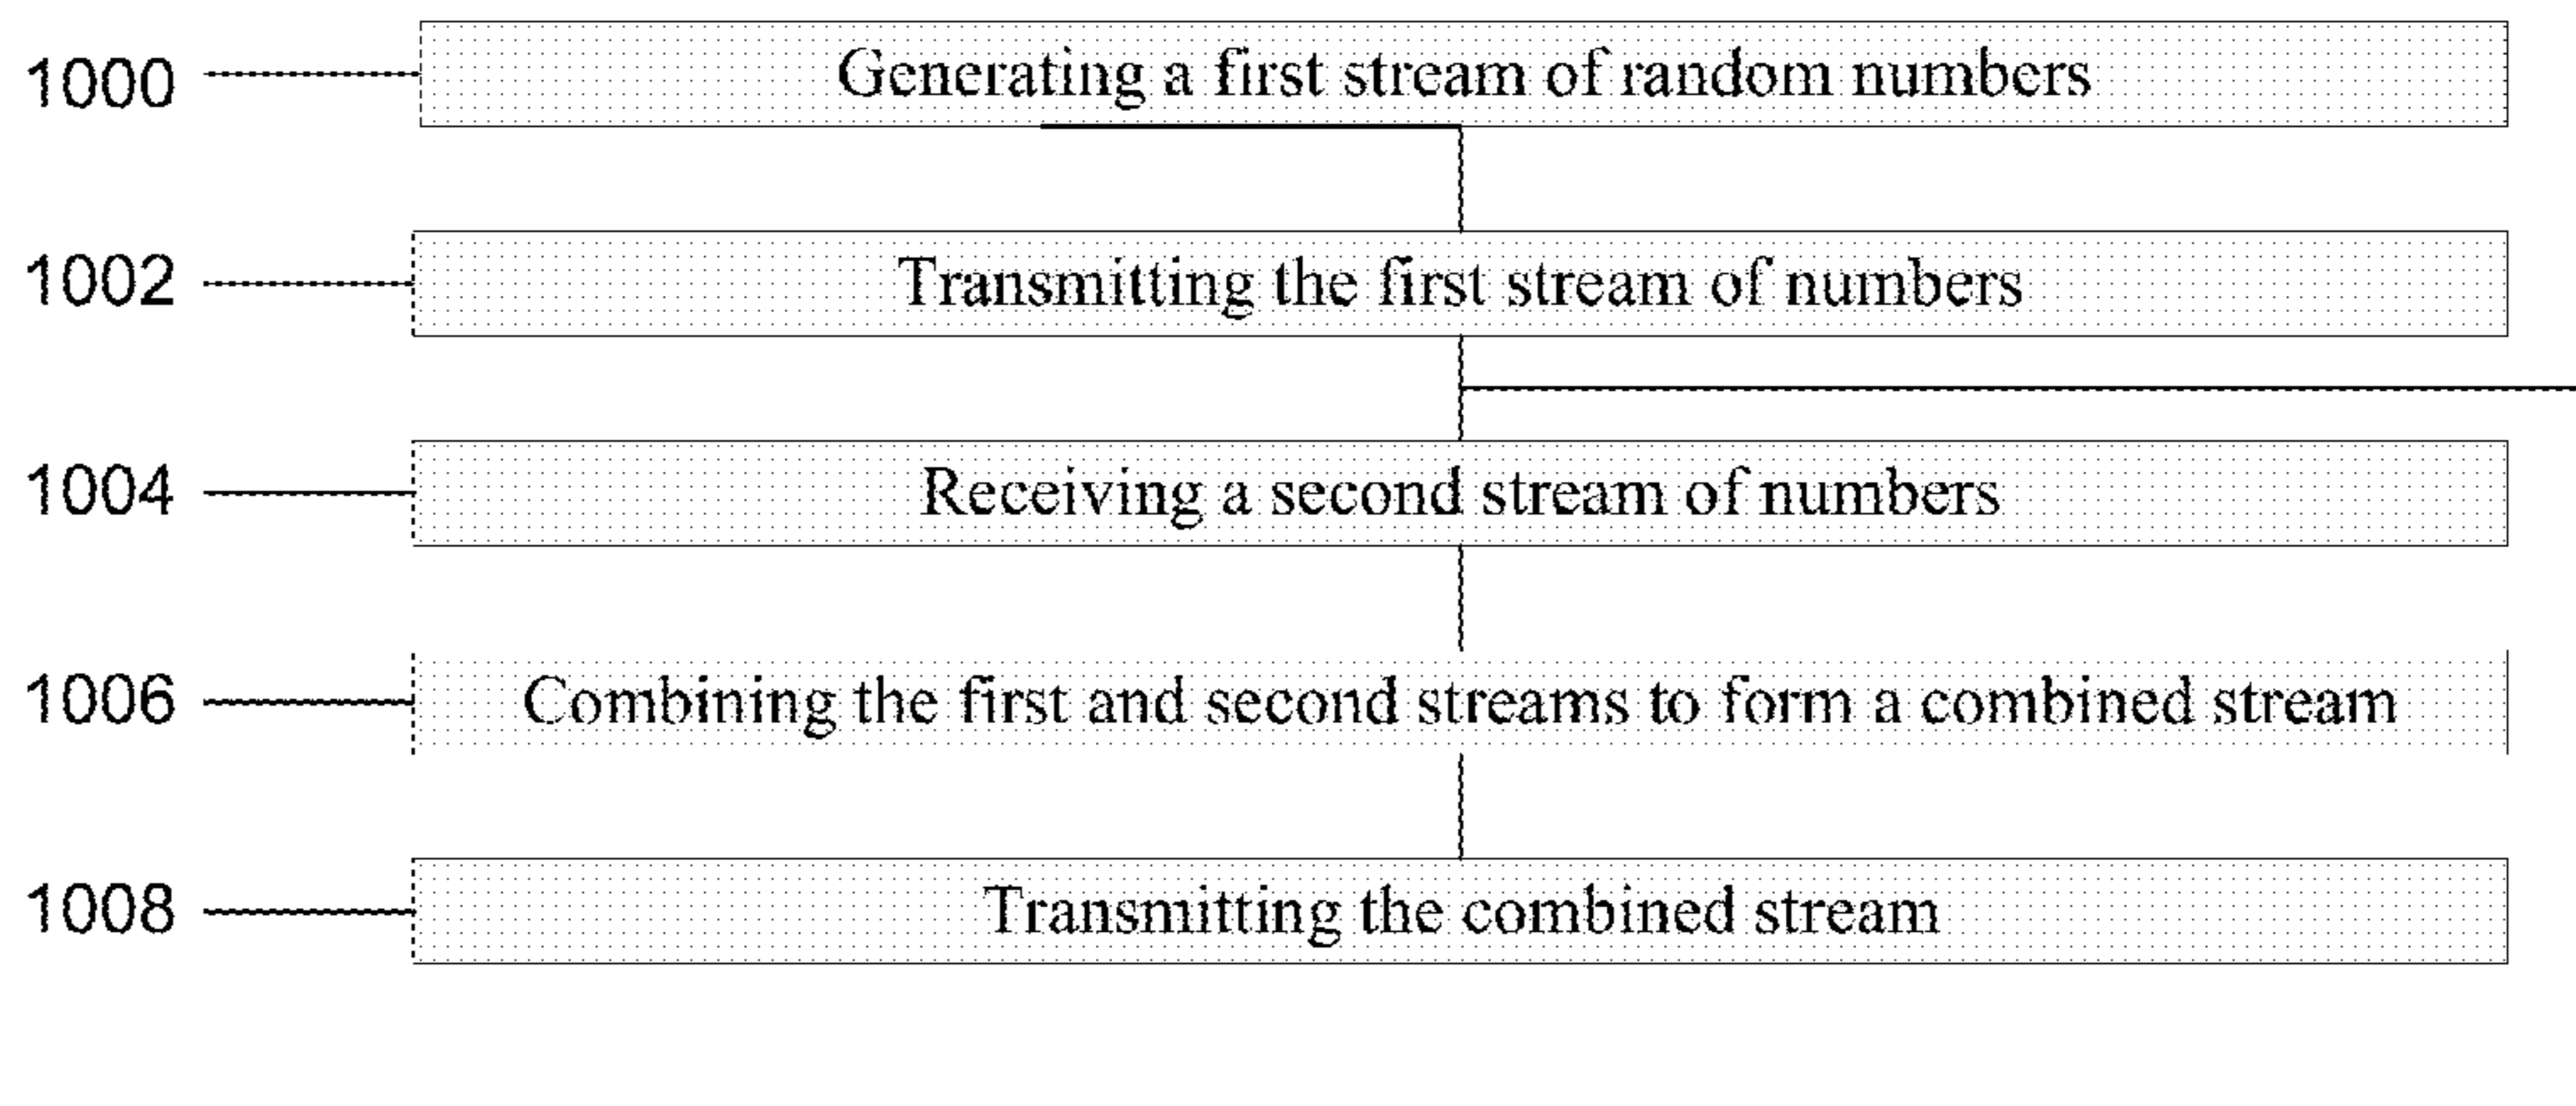 1000 Generating a first stream of random numbers
1002 Transmitting the first stream of numbers
1004 Receiving a second stream of numbers
1006 Combining the first and second streams to form a combined stream
1008 Transmitting the combined stream